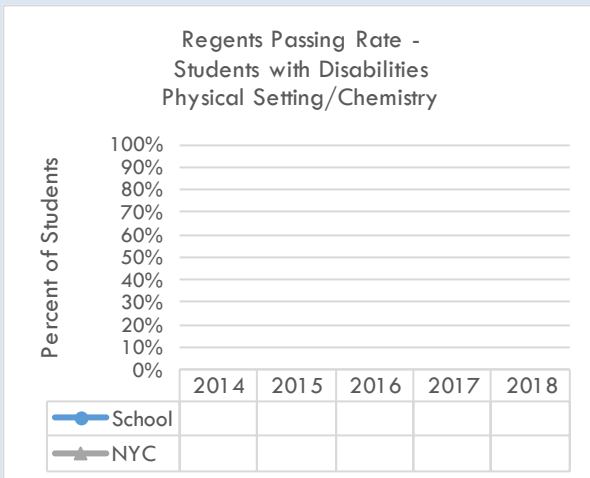 Regents Passing Rate -
Students with Disabilities
Physical Setting/Chemistry
Percent of Students
100%
90%
80%
70%
60%
50%
40%
30%
20%
10%
0%
2014 2015 2016 2017 2018
School
NYC